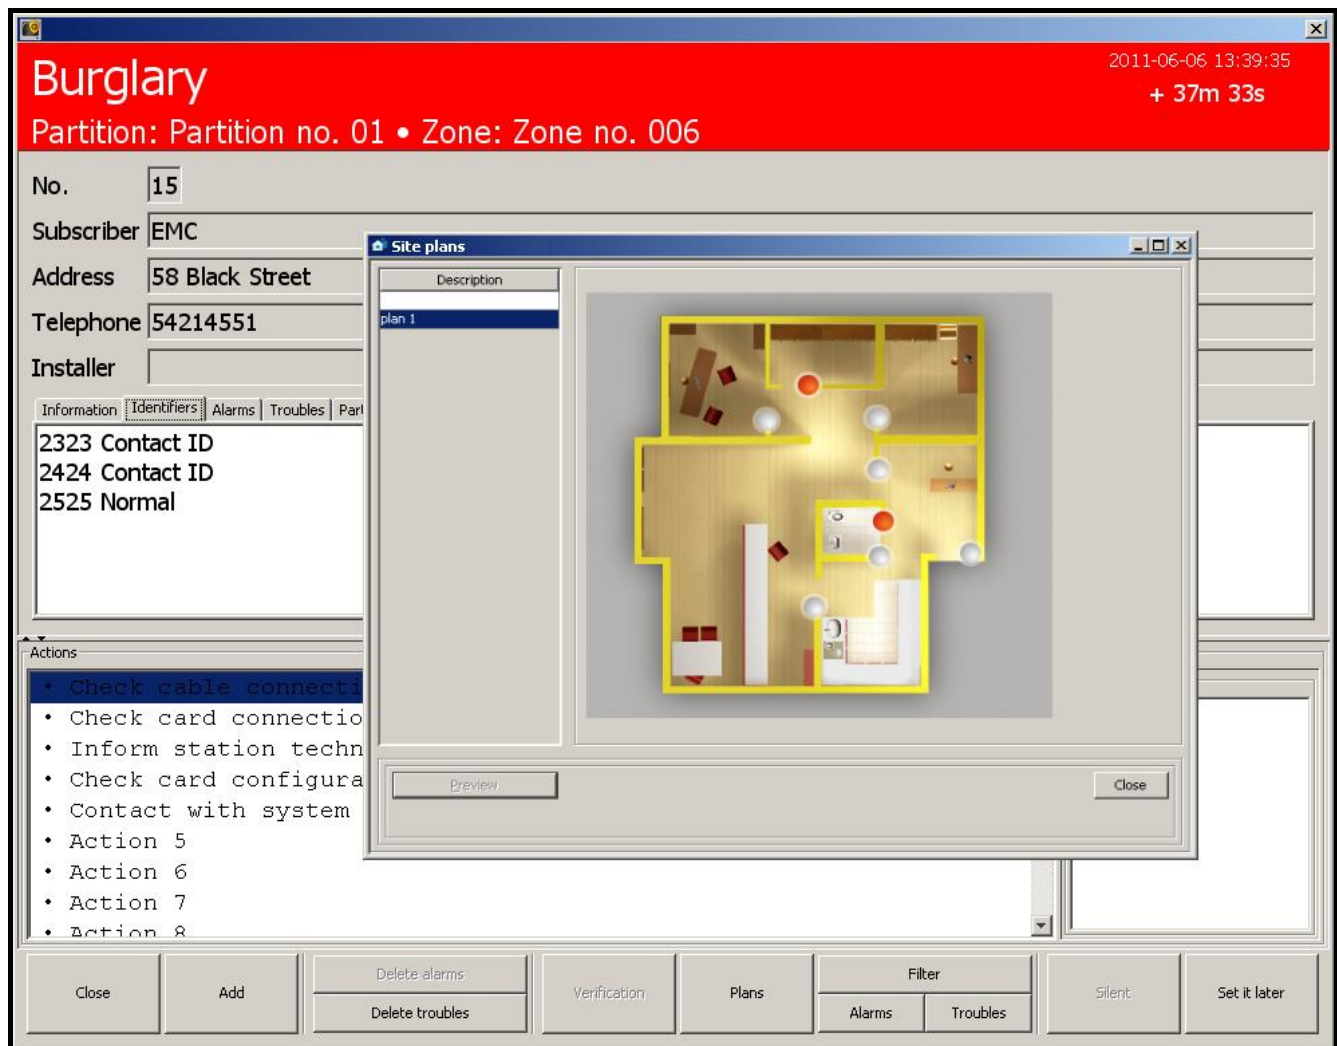 Burglary
2011-06-06 13:39:35
+ 37m 33s
Partition: Partition no. 01 • Zone: Zone no. 006
No. 15
Subscriber EMC
Site plans
Address 58 Black Street
Description
Telephone 54214551
plan 1
Installer
Information Identifiers Alarms Troubles Part
2323 Contact ID
2424 Contact ID
2525 Normal
Actions
• Check cable connecti
• Check card connectio
• Inform station techn
• Check card configura
• Contact with system
Preview Close
• Action 5
• Action 6
• Action 7
• Action 8
Close Add Delete alarms Verification Plans Filter Silent Set it later
Delete troubles Alarms Troubles